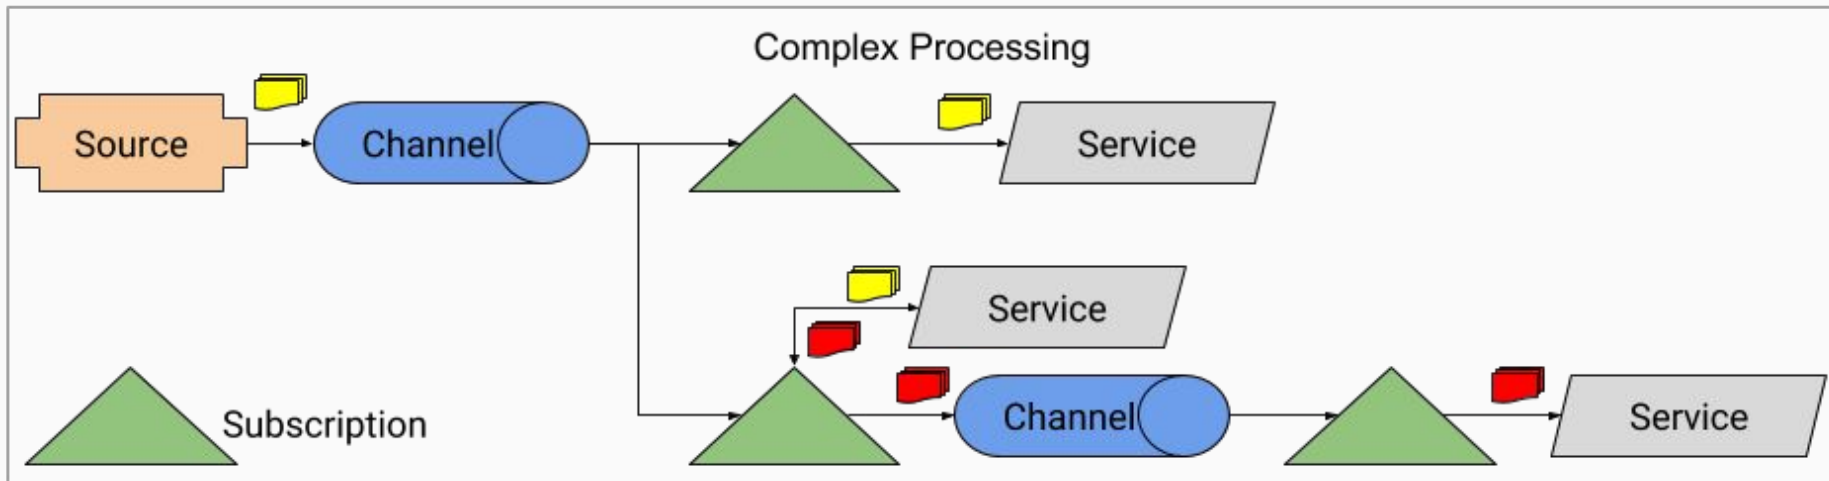 Complex Processing
Source
Channel
Service
Service
Subscription
Channel
Service